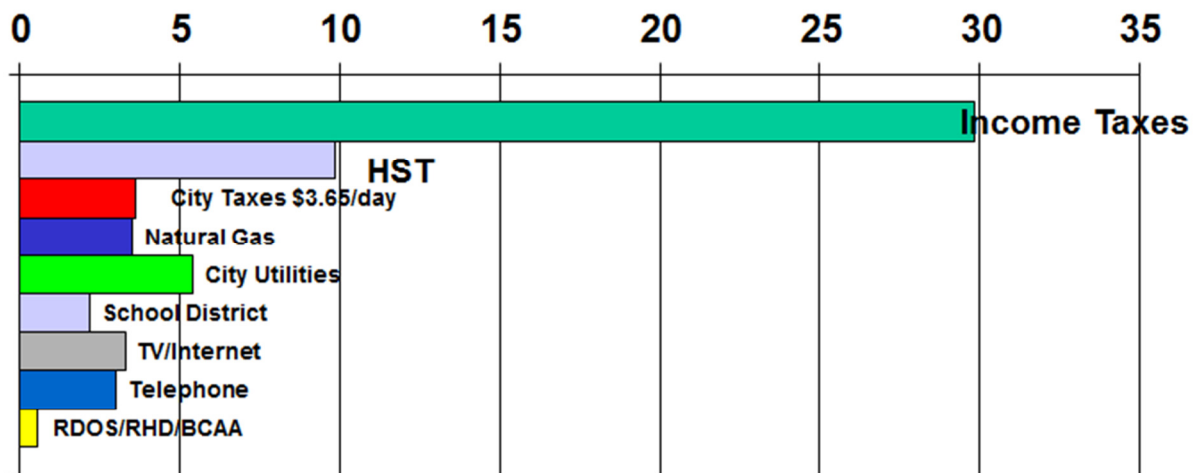 0 5 10 15 20 25 30 35
Income Taxes
HST
City Taxes $3.65/day
Natural Gas
City Utilities
School District
TV/Internet
Telephone
RDOS/RHD/BCAA